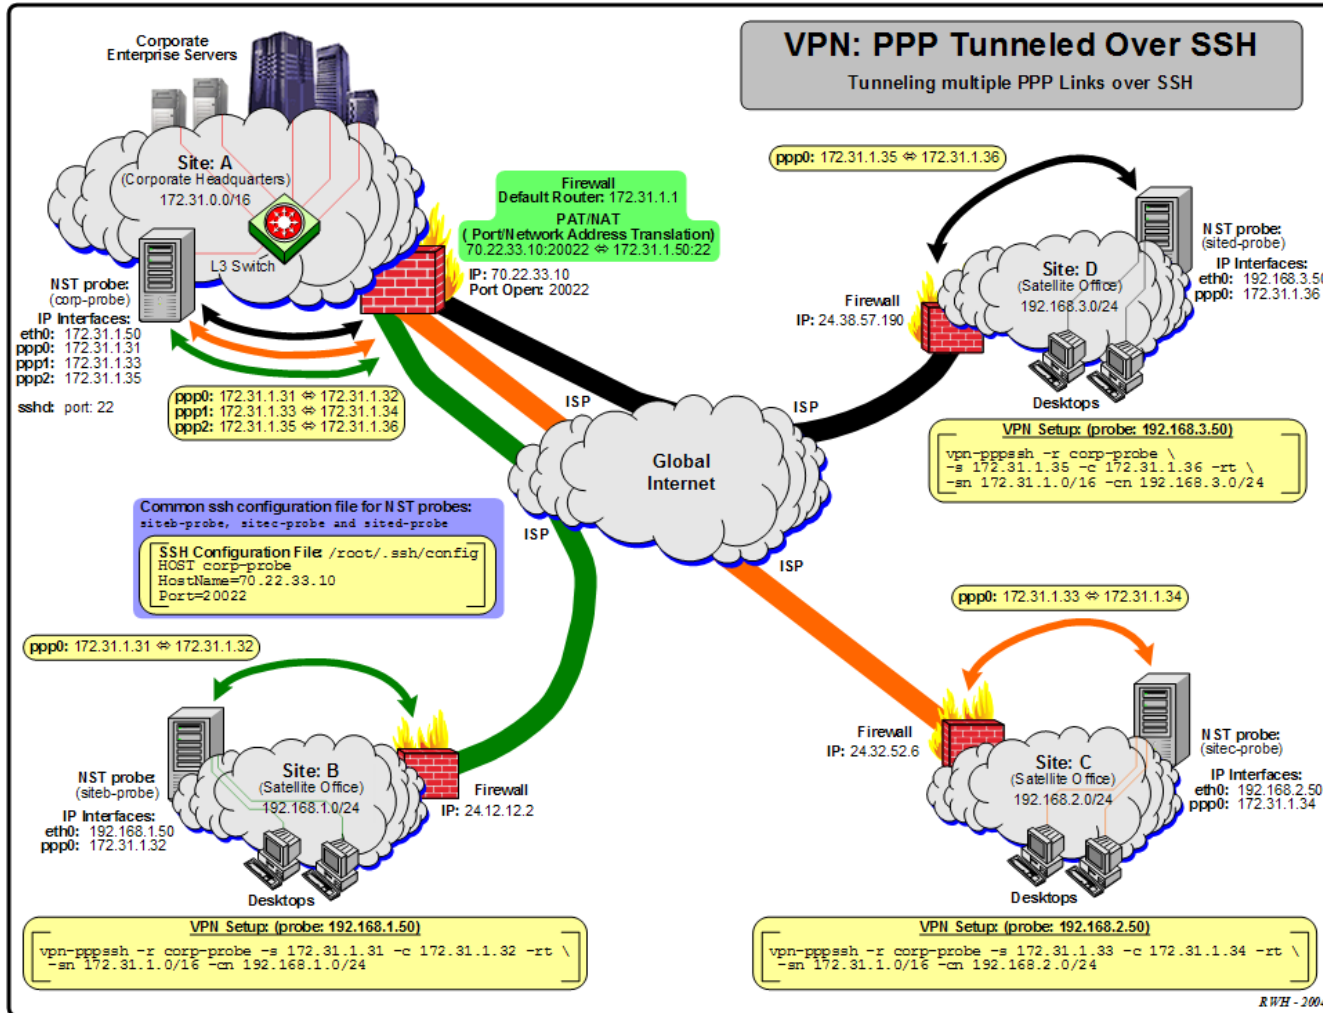 VPN: PPP Tunneled Over SSH
Tunneling multiple PPP Links over SSH
Corporate
Enterprise Servers
Site: A
(Corporate Headquarters)
172.31.0.0/16
L3 Switch
NST probe:
(corp-probe)
IP Interfaces:
eth0: 172.31.1.50
ppp0: 172.31.1.31
ppp1: 172.31.1.33
ppp2: 172.31.1.35
sshd: port: 22
Firewall
Default Router: 172.31.1.1
PAT/NAT
( Port/Network Address Translation)
70.22.33.10:20022 ⇔ 172.31.1.50:22
IP: 70.22.33.10
Port Open: 20022
ppp0: 172.31.1.31 ⇔ 172.31.1.32
ppp1: 172.31.1.33 ⇔ 172.31.1.34
ppp2: 172.31.1.35 ⇔ 172.31.1.36
ppp0: 172.31.1.35 ⇔ 172.31.1.36
NST probe:
(sited-probe)
IP Interfaces:
eth0: 192.168.3.50
ppp0: 172.31.1.36
Site: D
(Satellite Office)
192.168.3.0/24
Firewall
IP: 24.38.57.190
Desktops
VPN Setup: (probe: 192.168.3.50)
vpn-pppssh -r corp-probe \
-s 172.31.1.35 -c 172.31.1.36 -rt \
-sn 172.31.1.0/16 -cn 192.168.3.0/24
ISP
ISP
Global
Internet
ISP
ISP
Common ssh configuration file for NST probes:
siteb-probe, sitec-probe and sited-probe
SSH Configuration File: /root/.ssh/config
HOST corp-probe
HostName=70.22.33.10
Port=20022
ppp0: 172.31.1.31 ⇔ 172.31.1.32
NST probe:
(siteb-probe)
IP Interfaces:
eth0: 192.168.1.50
ppp0: 172.31.1.32
Site: B
(Satellite Office)
192.168.1.0/24
Firewall
IP: 24.12.12.2
Desktops
VPN Setup: (probe: 192.168.1.50)
vpn-pppssh -r corp-probe -s 172.31.1.31 -c 172.31.1.32 -rt \
-sn 172.31.1.0/16 -cn 192.168.1.0/24
ppp0: 172.31.1.33 ⇔ 172.31.1.34
Firewall
IP: 24.32.52.6
Site: C
(Satellite Office)
192.168.2.0/24
NST probe:
(sitec-probe)
IP Interfaces:
eth0: 192.168.2.50
ppp0: 172.31.1.34
Desktops
VPN Setup: (probe: 192.168.2.50)
vpn-pppssh -r corp-probe -s 172.31.1.33 -c 172.31.1.34 -rt \
-sn 172.31.1.0/16 -cn 192.168.2.0/24
RWH - 2004